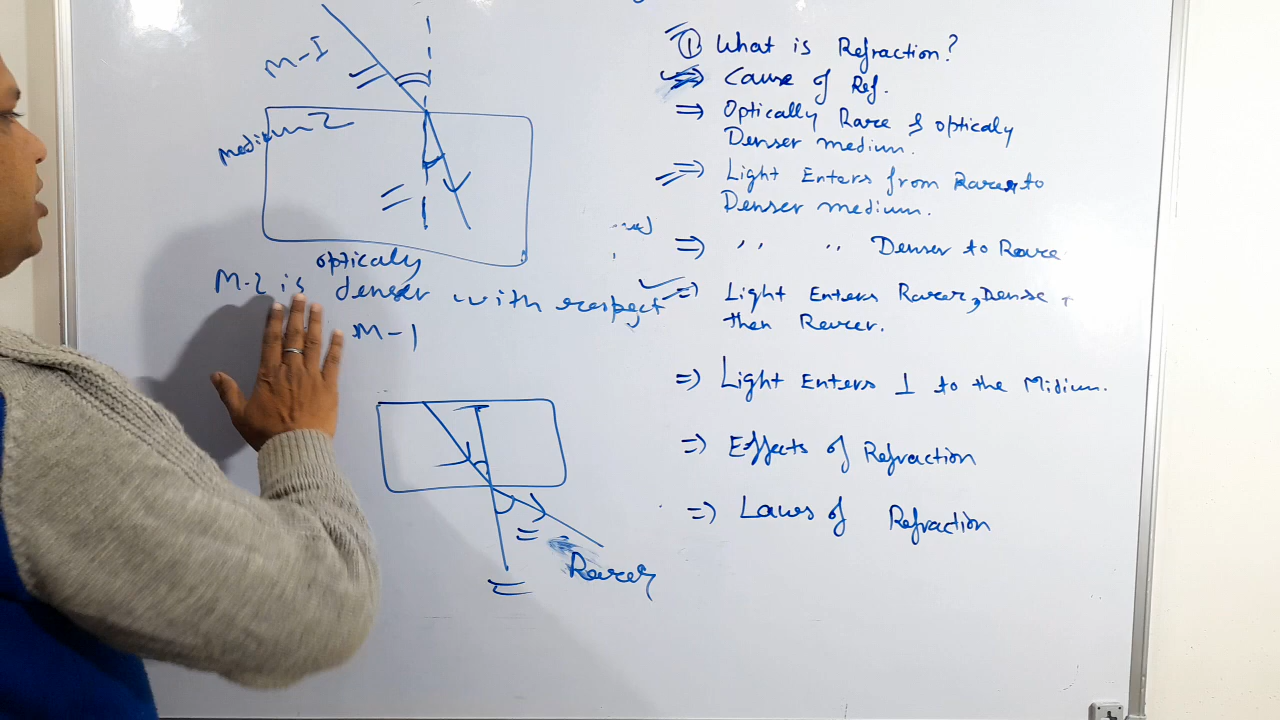 M-I
medium 2
optically
M-2 is denser with respect
M-1
Rarer
① What is Refraction?
⇒ Cause of Ref.
⇒ Optically Rare & opticaly
Denser medium.
⇒ Light Enters from Rarer to
Denser medium.
⇒ ,, ,, Denser to Rare
⇒ Light Enters Rarer, Dense +
then Rarer.
⇒ Light Enters ⊥ to the Midium.
⇒ Effects of Refraction
⇒ Laws of Refraction